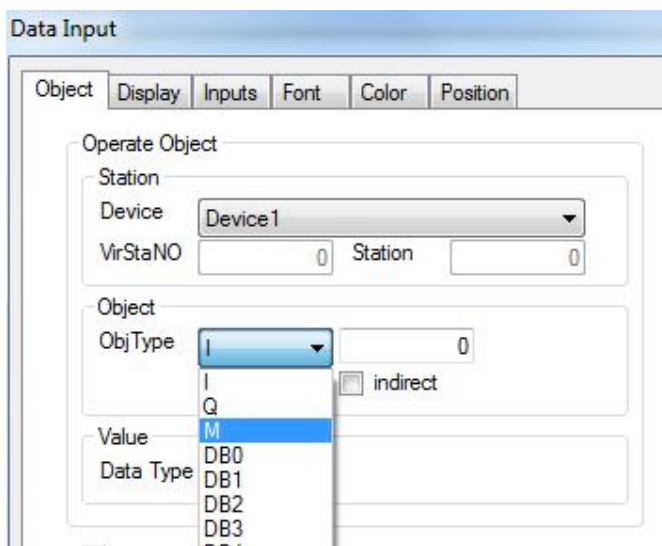 Data Input
Object Display Inputs Font Color Position
Operate Object
Station
Device Device1
VirStaNO 0 Station 0
Object
ObjType I 0
I
indirect
Q
M
Value
DB0
Data Type
DB1
DB2
DB3